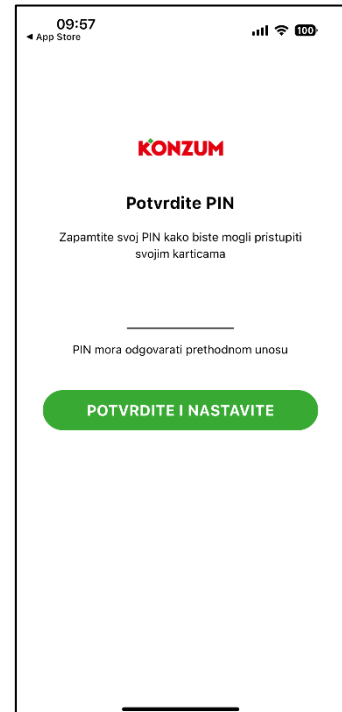 09:57
◀ App Store
100
KONZUM
Potvrdite PIN
Zapamtite svoj PIN kako biste mogli pristupiti
svojim karticama
PIN mora odgovarati prethodnom unosu
POTVRDITE I NASTAVITE